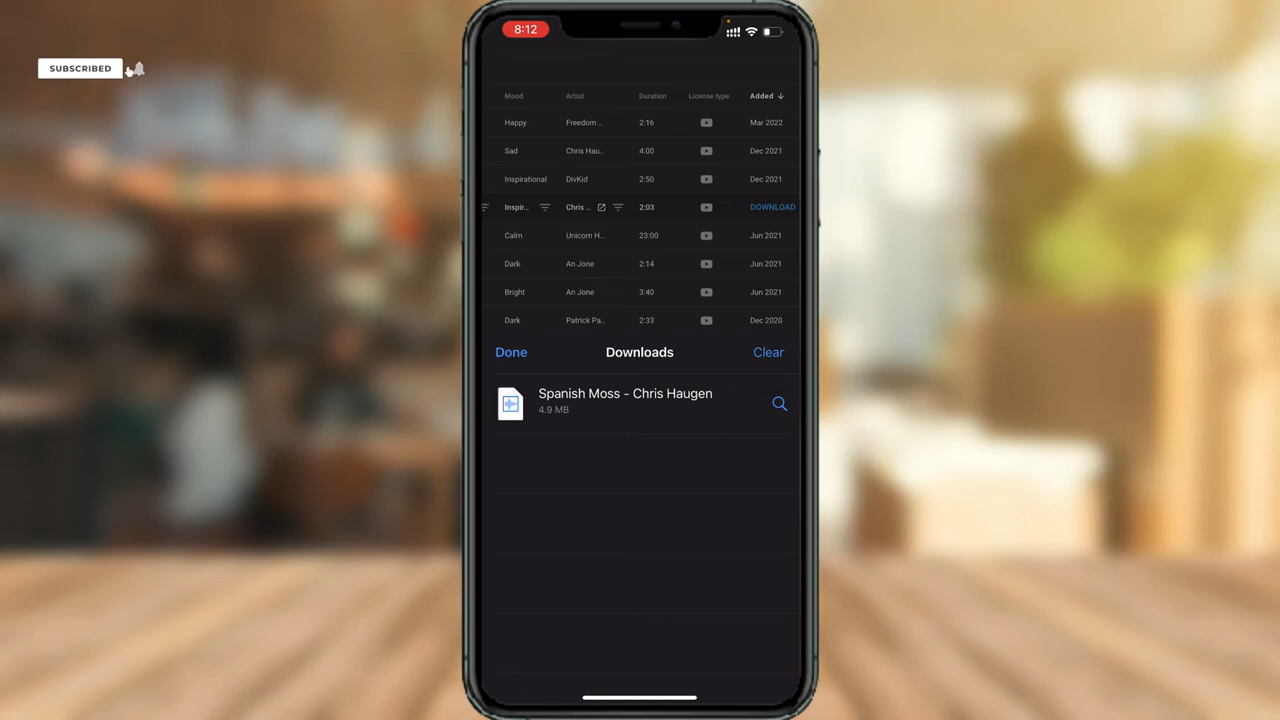 8:12
SUBSCRIBED
Mood Artist Duration License type Added ↓
Happy Freedom .. 2:16 Mar 2022
Sad Chris Hau.. 4:00 Dec 2021
Inspirational DivKid 2:50 Dec 2021
Inspir... Chris ... 2:03 DOWNLOAD
Calm Unicorn H... 23:00 Jun 2021
Dark An Jone 2:14 Jun 2021
Bright An Jone 3:40 Jun 2021
Dark Patrick Pa.. 2:33 Dec 2020
Done Downloads Clear
Spanish Moss - Chris Haugen
4.9 MB